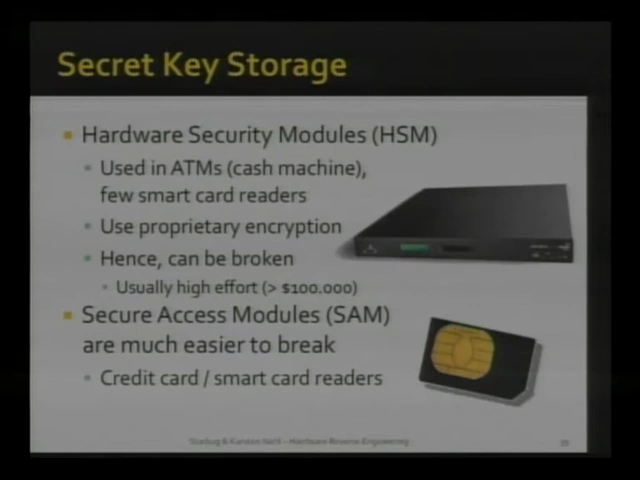 Secret Key Storage
Hardware Security Modules (HSM)
Used in ATMs (cash machine),
few smart card readers
Use proprietary encryption
Hence, can be broken
Usually high effort (> $100.000)
Secure Access Modules (SAM)
are much easier to break
Credit card / smart card readers
Starbug & Karsten Nohl - Hardware Reverse Engineering